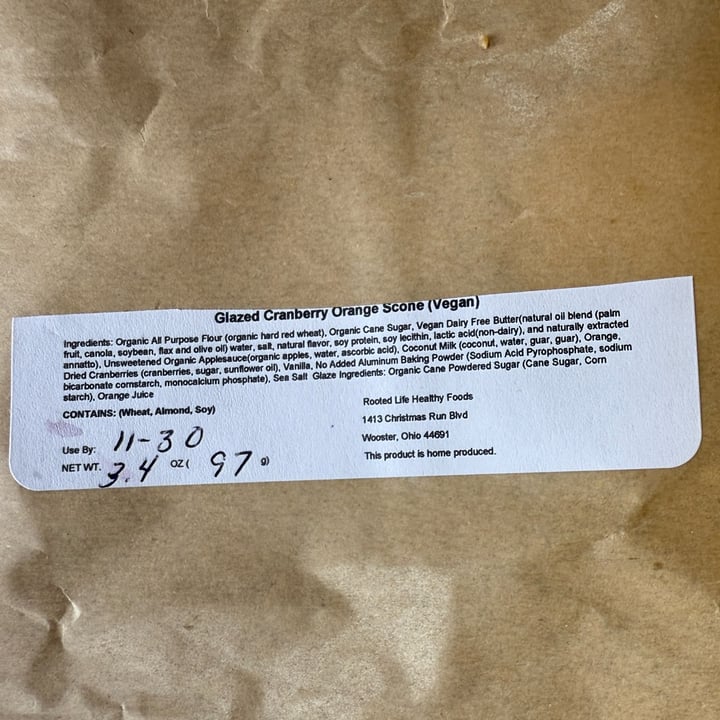 Glazed Cranberry Orange Scone (Vegan)
Ingredients: Organic All Purpose Flour (organic hard red wheat), Organic Cane Sugar, Vegan Dairy Free Butter(natural oil blend (palm
fruit, canola, soybean, flax and olive oil) water, salt, natural flavor, soy protein, soy lecithin, lactic acid(non-dairy), and naturally extracted
annatto), Unsweetened Organic Applesauce(organic apples, water, ascorbic acid), Coconut Milk (coconut, water, guar, guar), Orange,
Dried Cranberries (cranberries, sugar, sunflower oil), Vanilla, No Added Aluminum Baking Powder (Sodium Acid Pyrophosphate, sodium
bicarbonate cornstarch, monocalcium phosphate), Sea Salt Glaze Ingredients: Organic Cane Powdered Sugar (Cane Sugar, Corn
starch), Orange Juice
CONTAINS: (Wheat, Almond, Soy)
Use By: 11-30
NET WT. 3.4 OZ ( 97 g)
Rooted Life Healthy Foods
1413 Christmas Run Blvd
Wooster, Ohio 44691
This product is home produced.